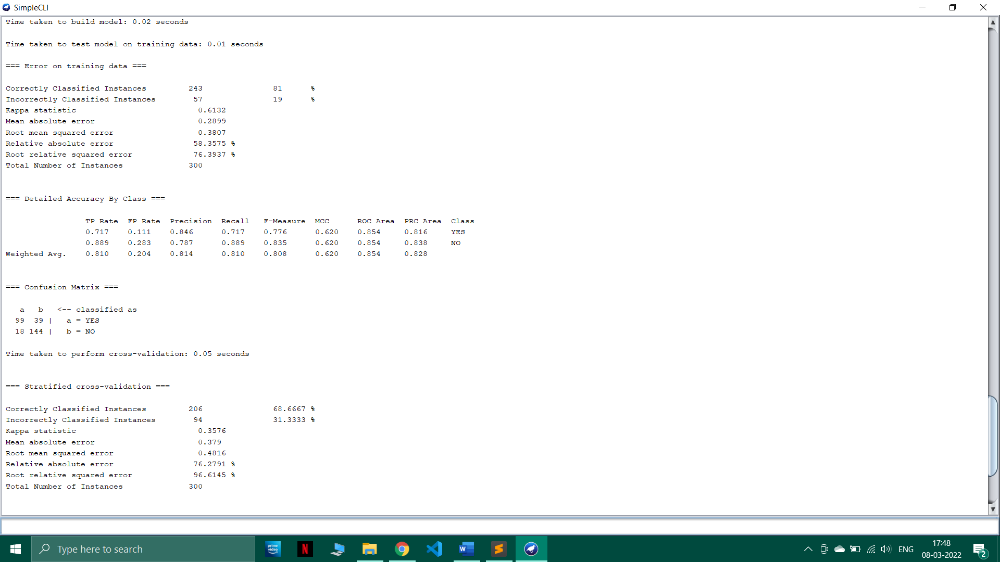 SimpleCLI
Time taken to build model: 0.02 seconds
Time taken to test model on training data: 0.01 seconds
=== Error on training data ===
Correctly Classified Instances 243 81 %
Incorrectly Classified Instances 57 19 %
Kappa statistic 0.6132
Mean absolute error 0.2899
Root mean squared error 0.3807
Relative absolute error 58.3575 %
Root relative squared error 76.3937 %
Total Number of Instances 300
=== Detailed Accuracy By Class ===
TP Rate FP Rate Precision Recall F-Measure MCC ROC Area PRC Area Class
0.717 0.111 0.846 0.717 0.776 0.620 0.854 0.816 YES
0.889 0.283 0.787 0.889 0.835 0.620 0.854 0.838 NO
Weighted Avg. 0.810 0.204 0.814 0.810 0.808 0.620 0.854 0.828
=== Confusion Matrix ===
a b <-- classified as
99 39 | a = YES
18 144 | b = NO
Time taken to perform cross-validation: 0.05 seconds
=== Stratified cross-validation ===
Correctly Classified Instances 206 68.6667 %
Incorrectly Classified Instances 94 31.3333 %
Kappa statistic 0.3576
Mean absolute error 0.379
Root mean squared error 0.4816
Relative absolute error 76.2791 %
Root relative squared error 96.6145 %
Total Number of Instances 300
Type here to search
prime video
N
W
S
ENG
17:48
08-03-2022
2